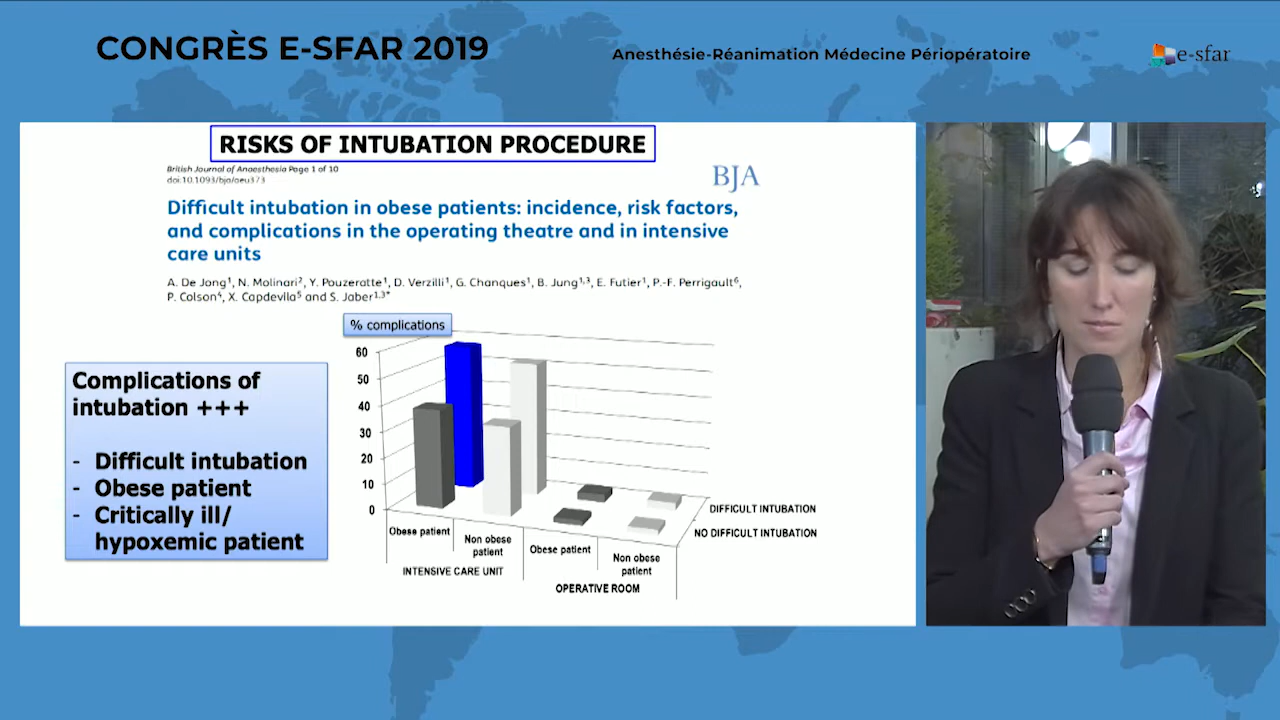 CONGRÈS E-SFAR 2019
Anesthésie-Réanimation Médecine Périopératoire
e-sfar
RISKS OF INTUBATION PROCEDURE
British Journal of Anaesthesia Page 1 of 10
doi:10.1093/bja/aeu373
BJA
Difficult intubation in obese patients: incidence, risk factors,
and complications in the operating theatre and in intensive
care units
A. De Jong¹, N. Molinari², Y. Pouzeratte¹, D. Verzilli¹, G. Chanques¹, B. Jung¹,³, E. Futier¹, P.-F. Perrigault⁶,
P. Colson⁴, X. Capdevila⁵ and S. Jaber¹,³*
% complications
60
50
40
30
20
10
0
Complications of
intubation +++
- Difficult intubation
- Obese patient
- Critically ill/
hypoxemic patient
DIFFICULT INTUBATION
NO DIFFICULT INTUBATION
Obese patient
Non obese
patient
Obese patient
Non obese
patient
INTENSIVE CARE UNIT
OPERATIVE ROOM